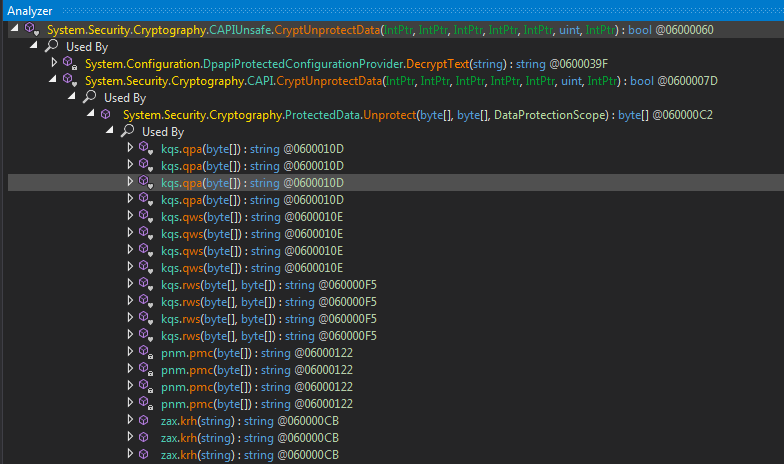 Analyzer
System.Security.Cryptography.CAPIUnsafe.CryptUnprotectData(IntPtr, IntPtr, IntPtr, IntPtr, IntPtr, uint, IntPtr) : bool @06000060
Used By
System.Configuration.DpapiProtectedConfigurationProvider.DecryptText(string) : string @0600039F
System.Security.Cryptography.CAPI.CryptUnprotectData(IntPtr, IntPtr, IntPtr, IntPtr, IntPtr, uint, IntPtr) : bool @0600007D
Used By
System.Security.Cryptography.ProtectedData.Unprotect(byte[], byte[], DataProtectionScope) : byte[] @060000C2
Used By
kqs.qpa(byte[]) : string @0600010D
kqs.qpa(byte[]) : string @0600010D
kqs.qpa(byte[]) : string @0600010D
kqs.qpa(byte[]) : string @0600010D
kqs.qws(byte[]) : string @0600010E
kqs.qws(byte[]) : string @0600010E
kqs.qws(byte[]) : string @0600010E
kqs.qws(byte[]) : string @0600010E
kqs.rws(byte[], byte[]) : string @060000F5
kqs.rws(byte[], byte[]) : string @060000F5
kqs.rws(byte[], byte[]) : string @060000F5
kqs.rws(byte[], byte[]) : string @060000F5
pnm.pmc(byte[]) : string @06000122
pnm.pmc(byte[]) : string @06000122
pnm.pmc(byte[]) : string @06000122
pnm.pmc(byte[]) : string @06000122
zax.krh(string) : string @060000CB
zax.krh(string) : string @060000CB
zax.krh(string) : string @060000CB